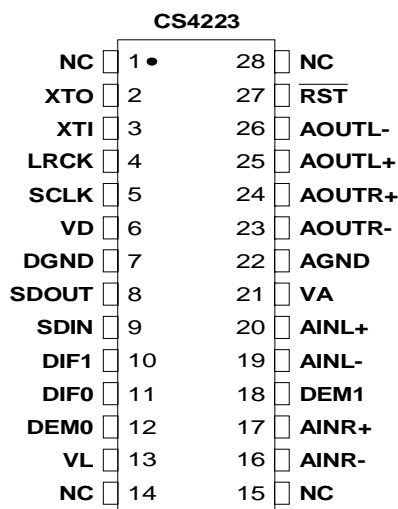 CS4223
NC 1 28 NC
XTO 2 27 RST
XTI 3 26 AOUTL-
LRCK 4 25 AOUTL+
SCLK 5 24 AOUTR+
VD 6 23 AOUTR-
DGND 7 22 AGND
SDOUT 8 21 VA
SDIN 9 20 AINL+
DIF1 10 19 AINL-
DIF0 11 18 DEM1
DEM0 12 17 AINR+
VL 13 16 AINR-
NC 14 15 NC